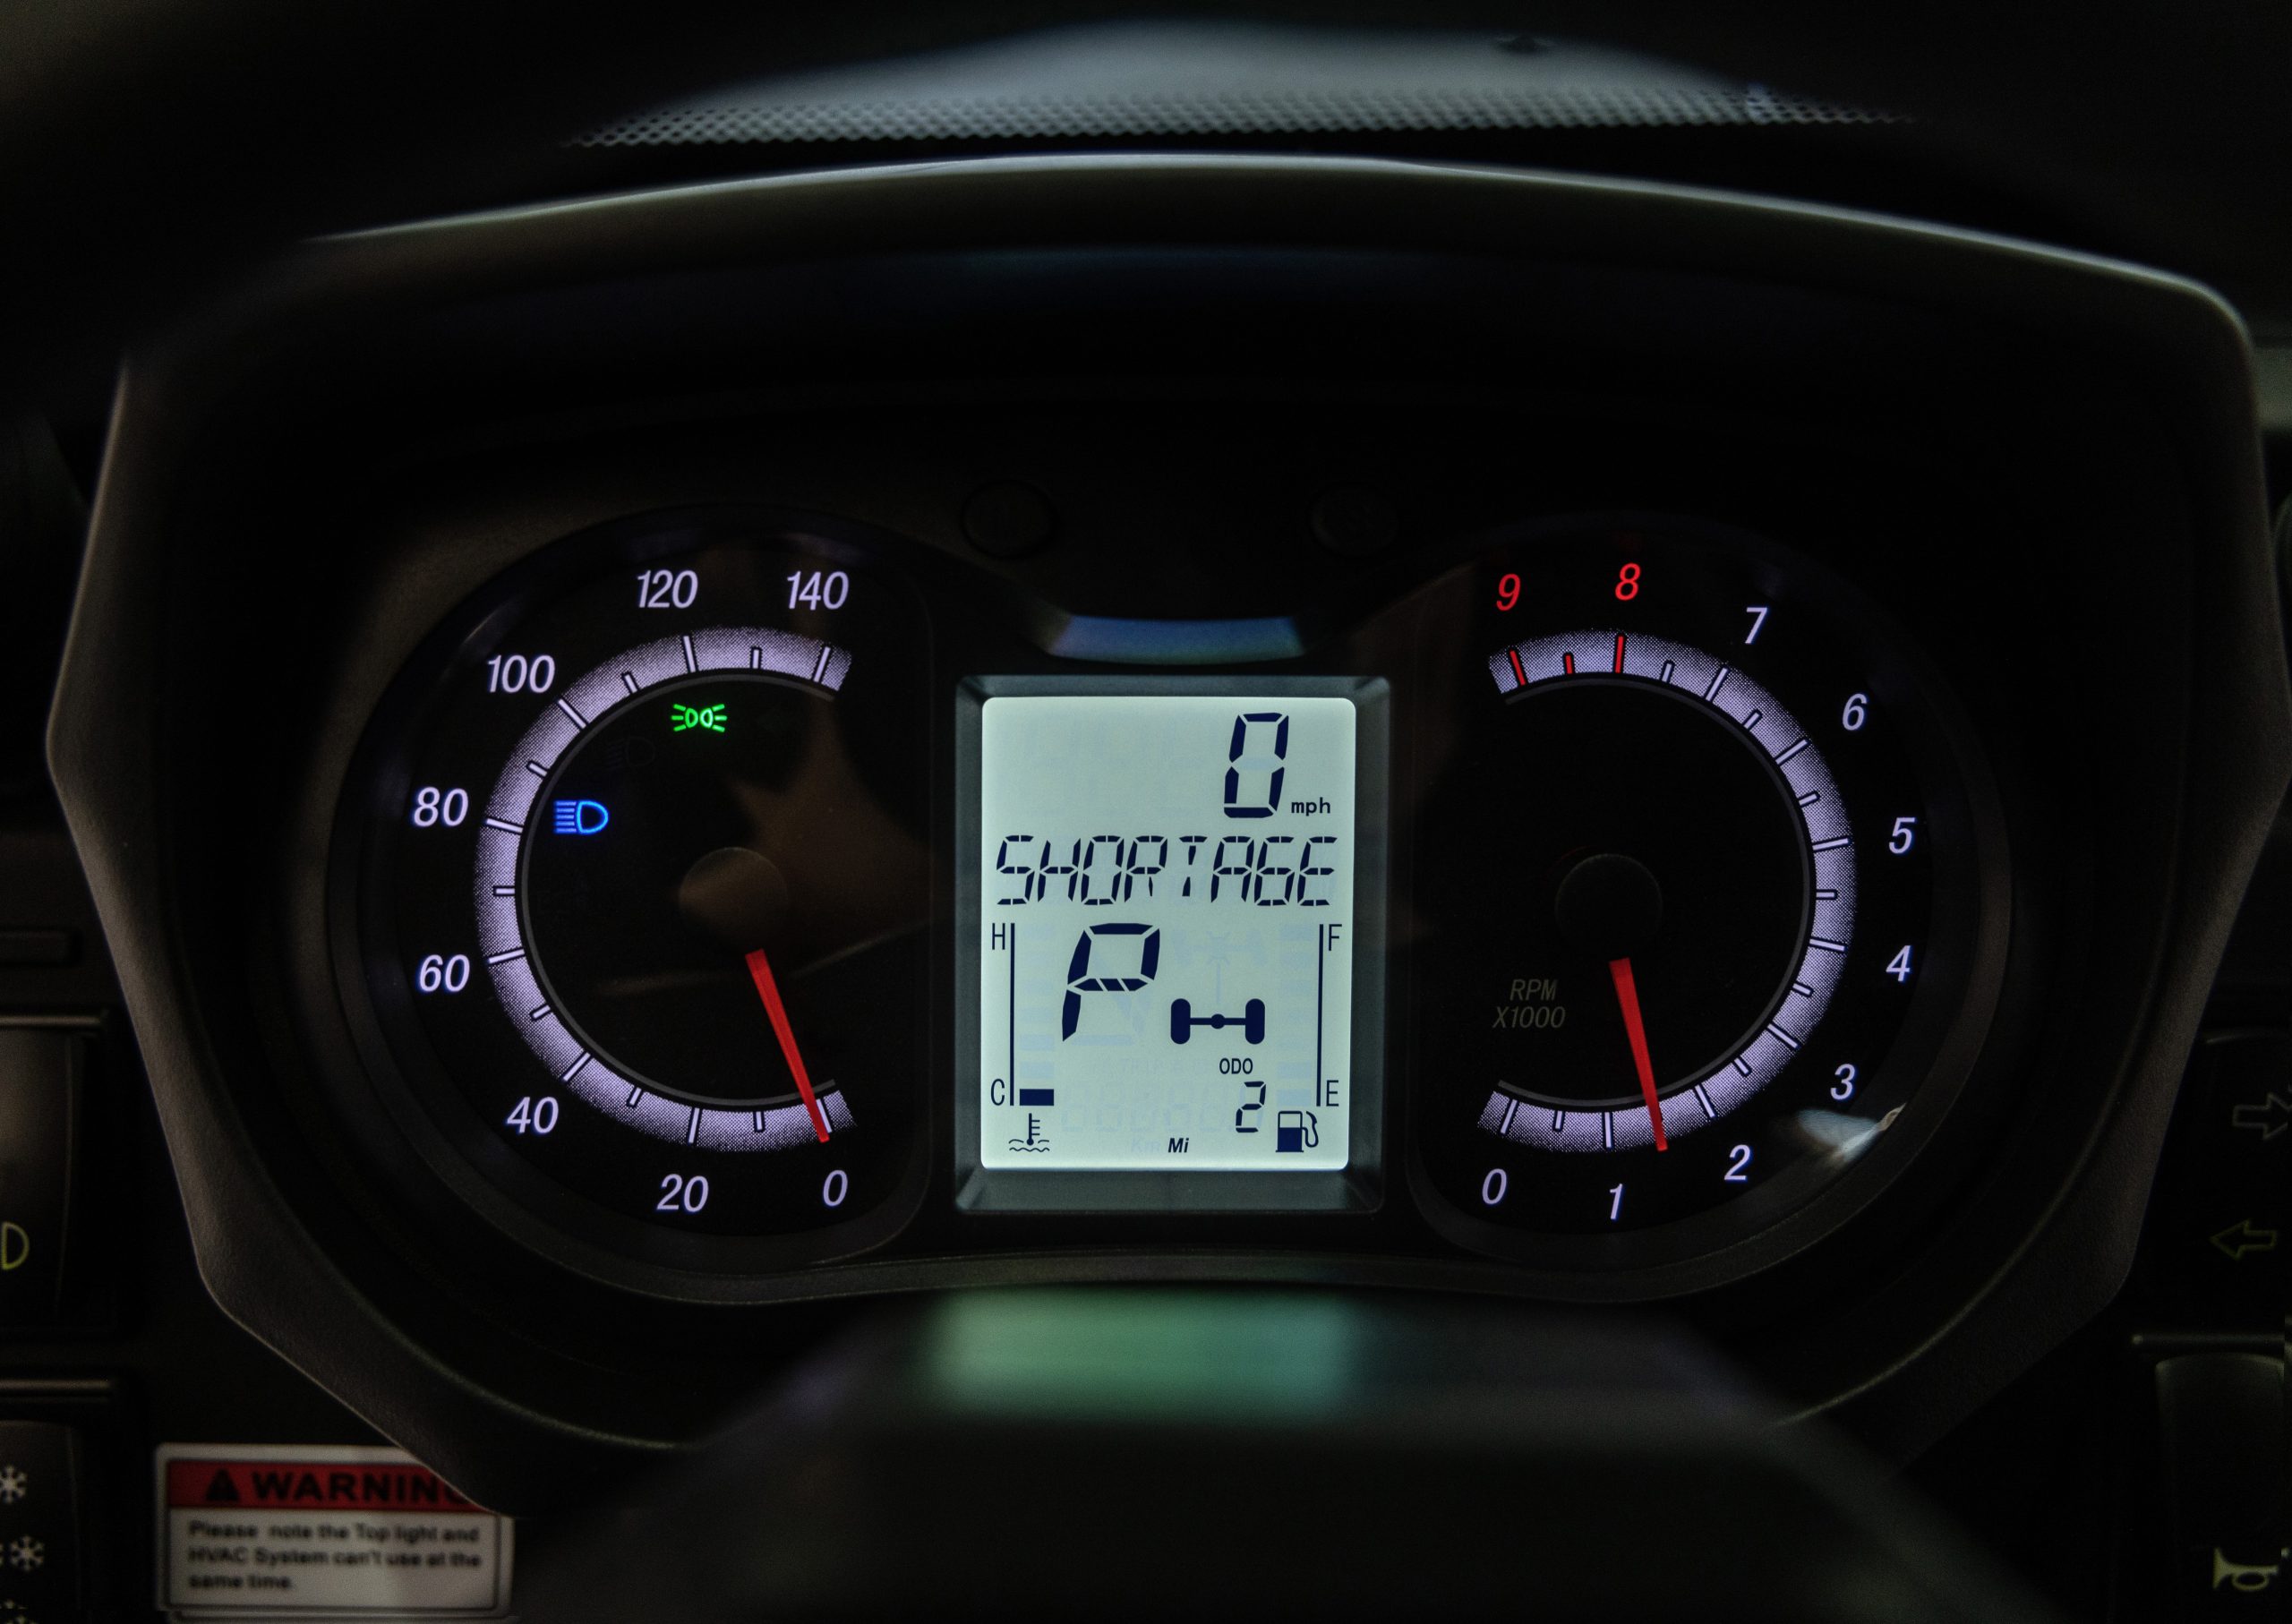 120 140
100
80
60
40
20 0
0 mph
SHORTAGE
H P F
C E
ODO
2
Mi
9 8 7
6
5
4
3
2
0 1
RPM
X1000
WARNING
Please note the Top light and
HVAC System can't use at the
same time.